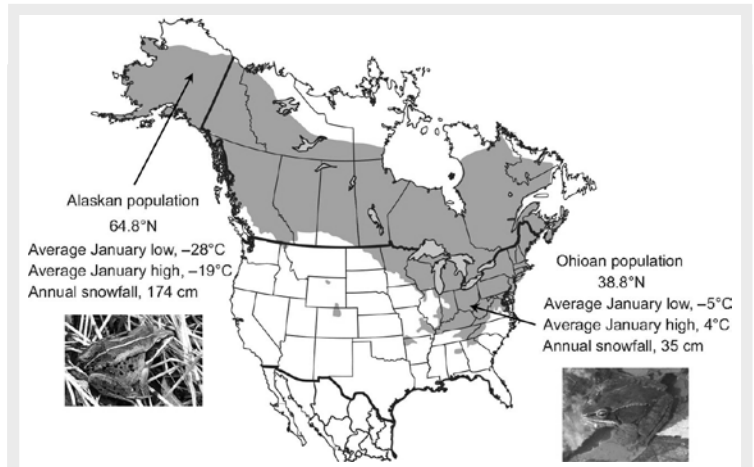 Alaskan population
64.8°N
Average January low, –28°C
Average January high, –19°C
Annual snowfall, 174 cm
Ohioan population
38.8°N
Average January low, –5°C
Average January high, 4°C
Annual snowfall, 35 cm